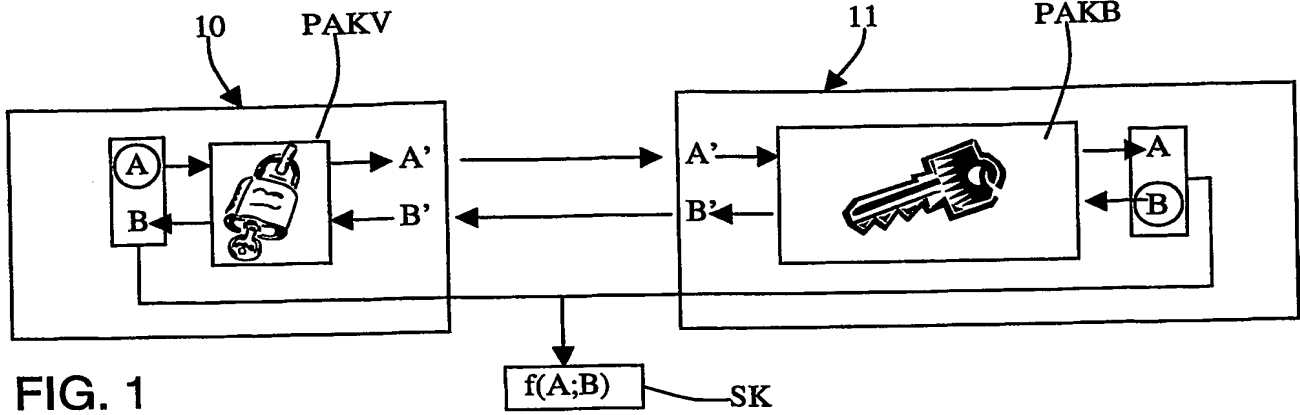 10 PAKV 11 PAKB
A A' A' A
B B' B' B
f(A;B) SK
FIG. 1